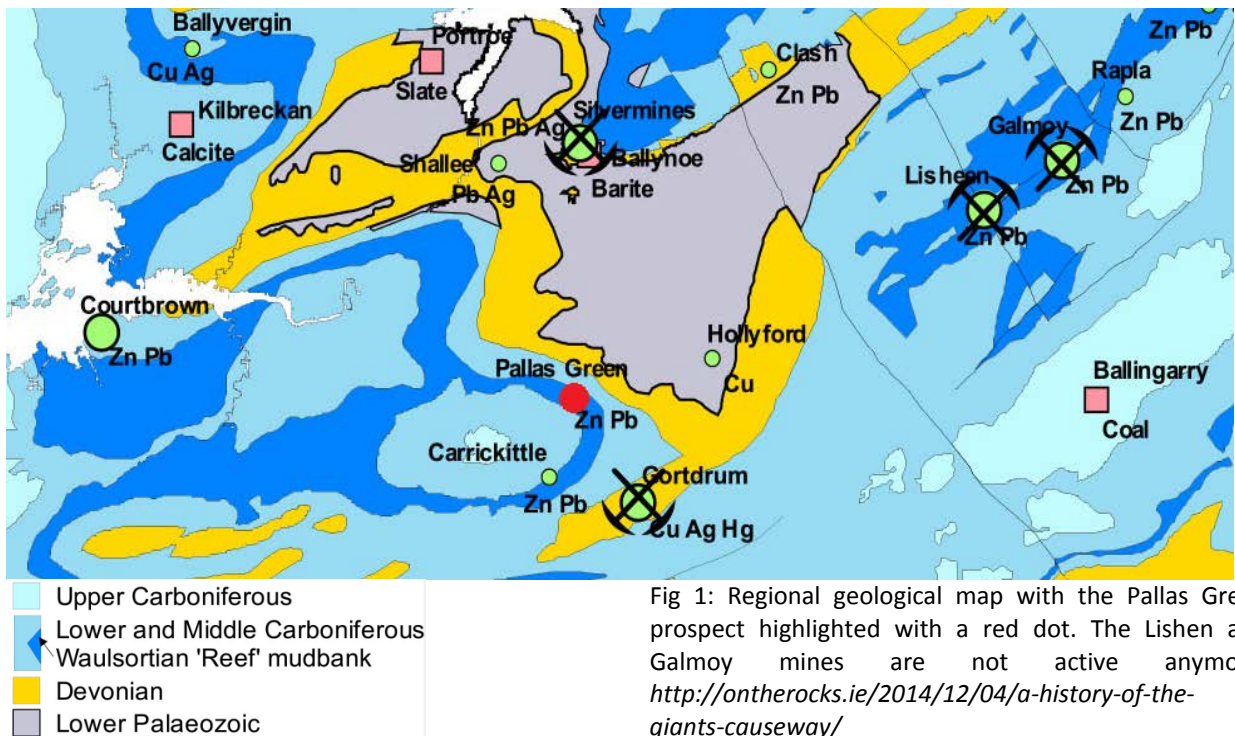 Ballyvergin
Cu Ag
Portroe
Slate
Clash
Zn Pb
Zn Pb
Rapla
Zn Pb
Kilbreckan
Calcite
Silvermines
Zn Pb Ag
Shallee
Pb Ag
Ballynoe
Barite
Galmoy
Zn Pb
Lisheen
Zn Pb
Courtbrown
Zn Pb
Hollyford
Cu
Pallas Green
Zn Pb
Ballingarry
Coal
Carrickittle
Zn Pb
Gortdrum
Cu Ag Hg
Upper Carboniferous
Lower and Middle Carboniferous
Waulsortian 'Reef' mudbank
Devonian
Lower Palaeozoic
Fig 1: Regional geological map with the Pallas Gre
prospect highlighted with a red dot. The Lishen a
Galmoy mines are not active anymo
http://ontherocks.ie/2014/12/04/a-history-of-the-
giants-causeway/